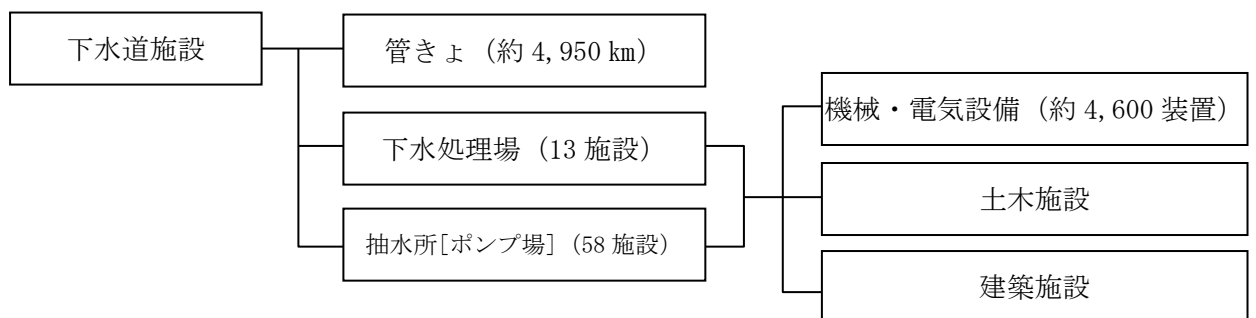 下水道施設
管きょ（約 4,950 ㎞）
下水処理場（13 施設）
抽水所[ポンプ場]（58 施設）
機械・電気設備（約 4,600 装置）
土木施設
建築施設